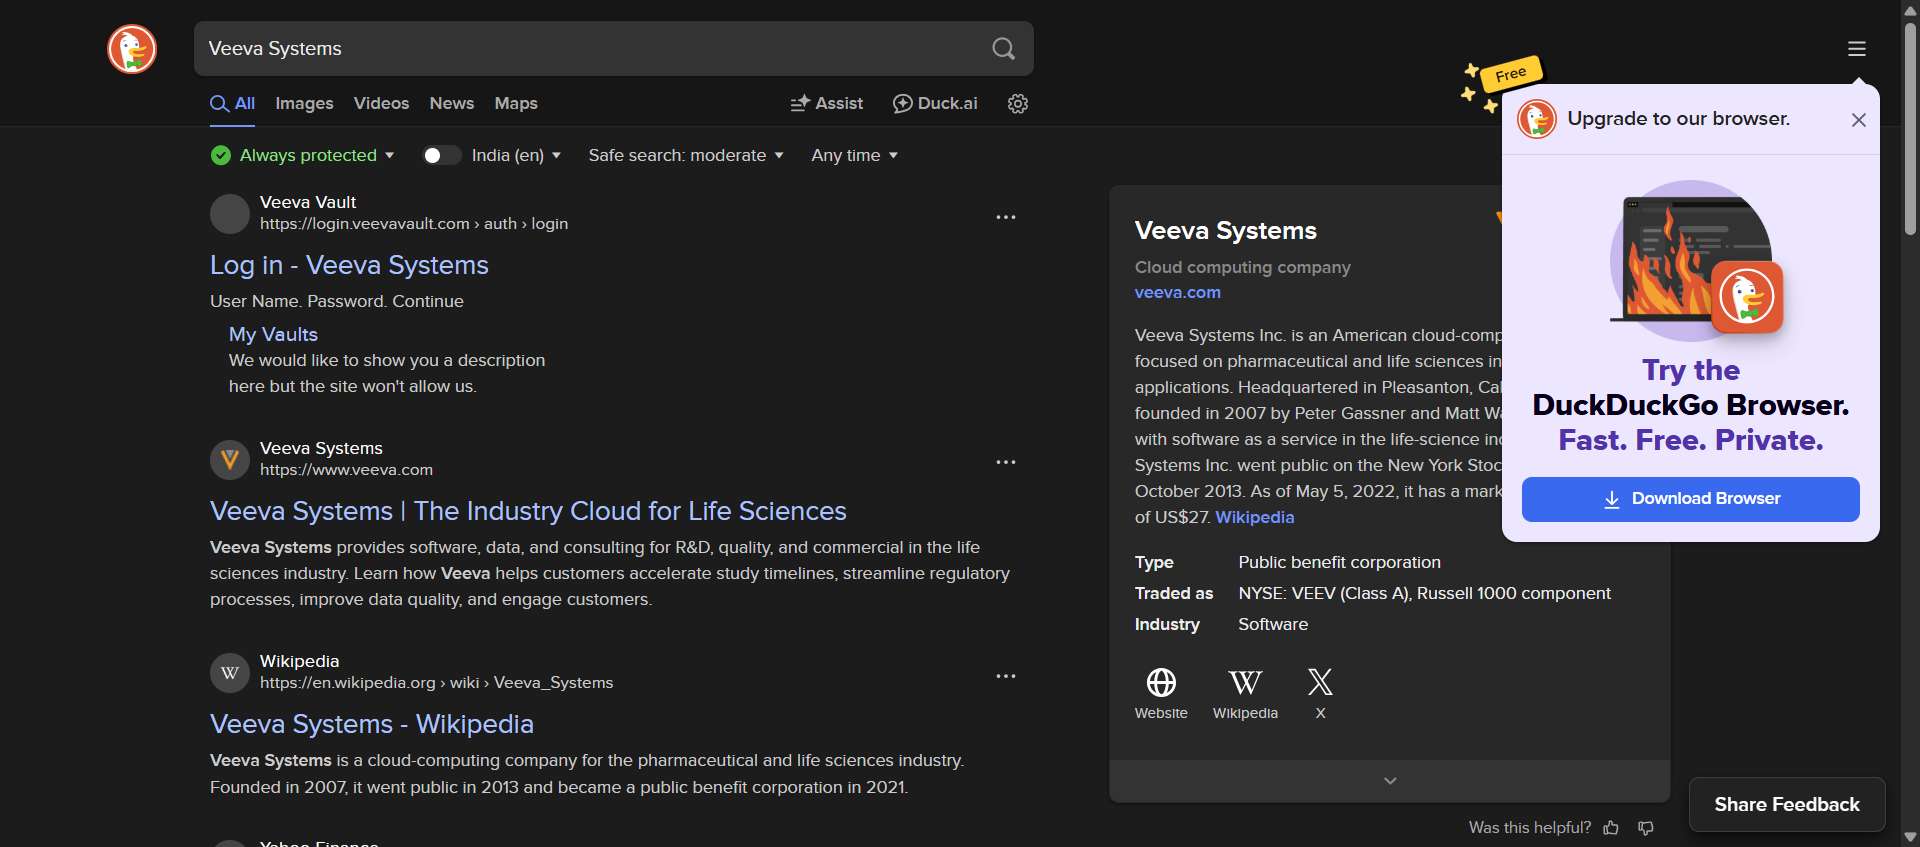 Veeva Systems
All
Images
Videos
News
Maps
Assist
Duck.ai
Always protected
India (en)
Safe search: moderate
Any time
Veeva Vault
https://login.veevavault.com › auth › login
Log in - Veeva Systems
User Name. Password. Continue
My Vaults
We would like to show you a description
here but the site won't allow us.
Veeva Systems
https://www.veeva.com
Veeva Systems | The Industry Cloud for Life Sciences
Veeva Systems provides software, data, and consulting for R&D, quality, and commercial in the life
sciences industry. Learn how Veeva helps customers accelerate study timelines, streamline regulatory
processes, improve data quality, and engage customers.
W
Wikipedia
https://en.wikipedia.org › wiki › Veeva_Systems
Veeva Systems - Wikipedia
Veeva Systems is a cloud-computing company for the pharmaceutical and life sciences industry.
Founded in 2007, it went public in 2013 and became a public benefit corporation in 2021.
Veeva Systems
Cloud computing company
veeva.com
Veeva Systems Inc. is an American cloud-comp
focused on pharmaceutical and life sciences in
applications. Headquartered in Pleasanton, Cal
founded in 2007 by Peter Gassner and Matt Wa
with software as a service in the life-science inc
Systems Inc. went public on the New York Stoc
October 2013. As of May 5, 2022, it has a mark
of US$27. Wikipedia
Type Public benefit corporation
Traded as NYSE: VEEV (Class A), Russell 1000 component
Industry Software
Website
Wikipedia
X
Was this helpful?
Free
Upgrade to our browser.
Try the
DuckDuckGo Browser.
Fast. Free. Private.
Download Browser
Share Feedback